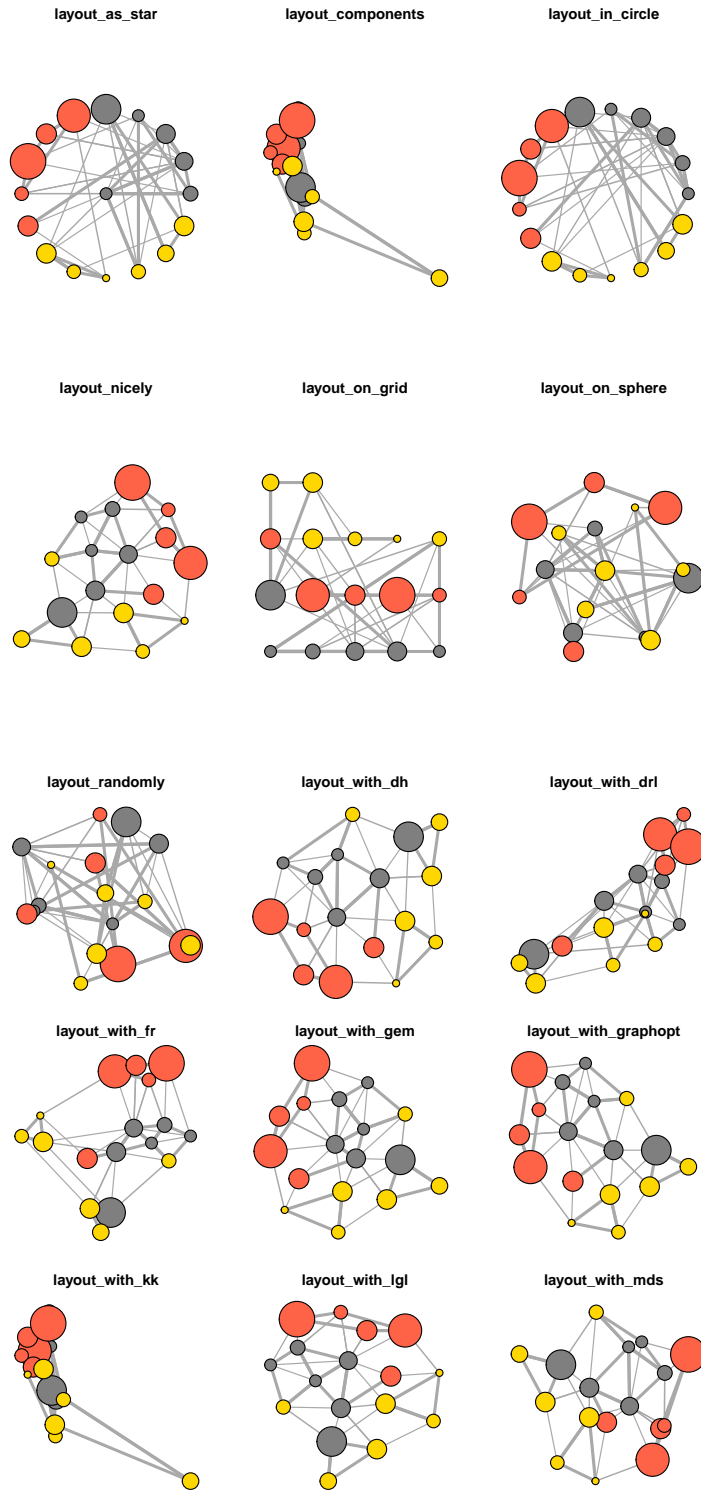 layout_as_star
layout_components
layout_in_circle
layout_nicely
layout_on_grid
layout_on_sphere
layout_randomly
layout_with_dh
layout_with_drl
layout_with_fr
layout_with_gem
layout_with_graphopt
layout_with_kk
layout_with_lgl
layout_with_mds